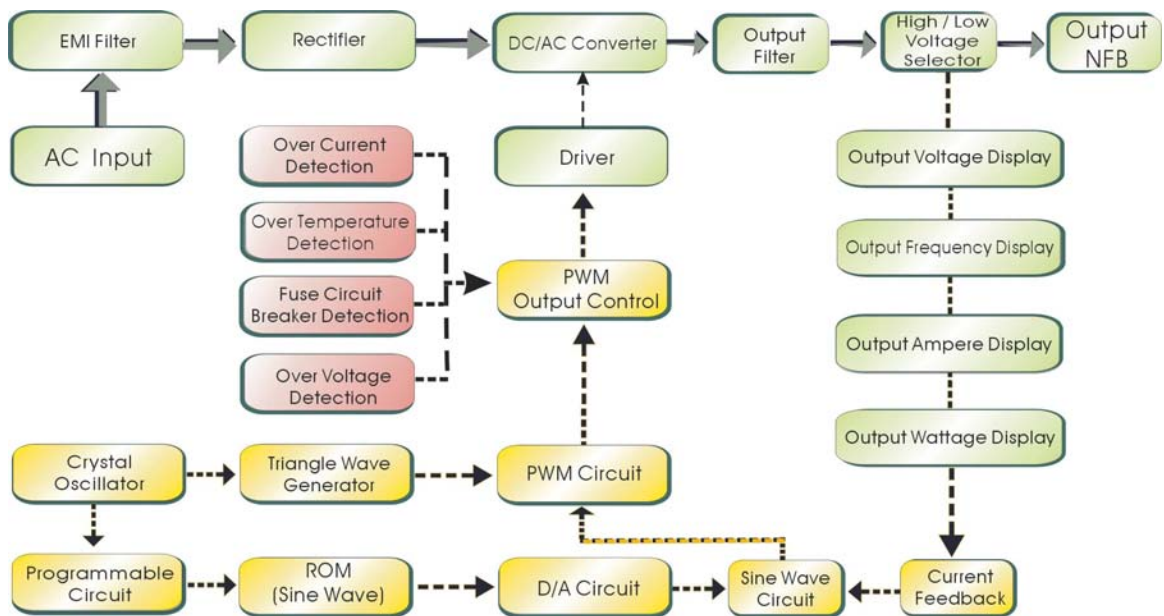 EMI Filter
Rectifier
DC/AC Converter
Output
Filter
High / Low
Voltage
Selector
Output
NFB
AC Input
Over Current
Detection
Driver
Output Voltage Display
Over Temperature
Detection
Output Frequency Display
Fuse Circuit
Breaker Detection
PWM
Output Control
Over Voltage
Detection
Output Ampere Display
Output Wattage Display
Crystal
Oscillator
Triangle Wave
Generator
PWM Circuit
Programmable
Circuit
ROM
(Sine Wave)
D/A Circuit
Sine Wave
Circuit
Current
Feedback